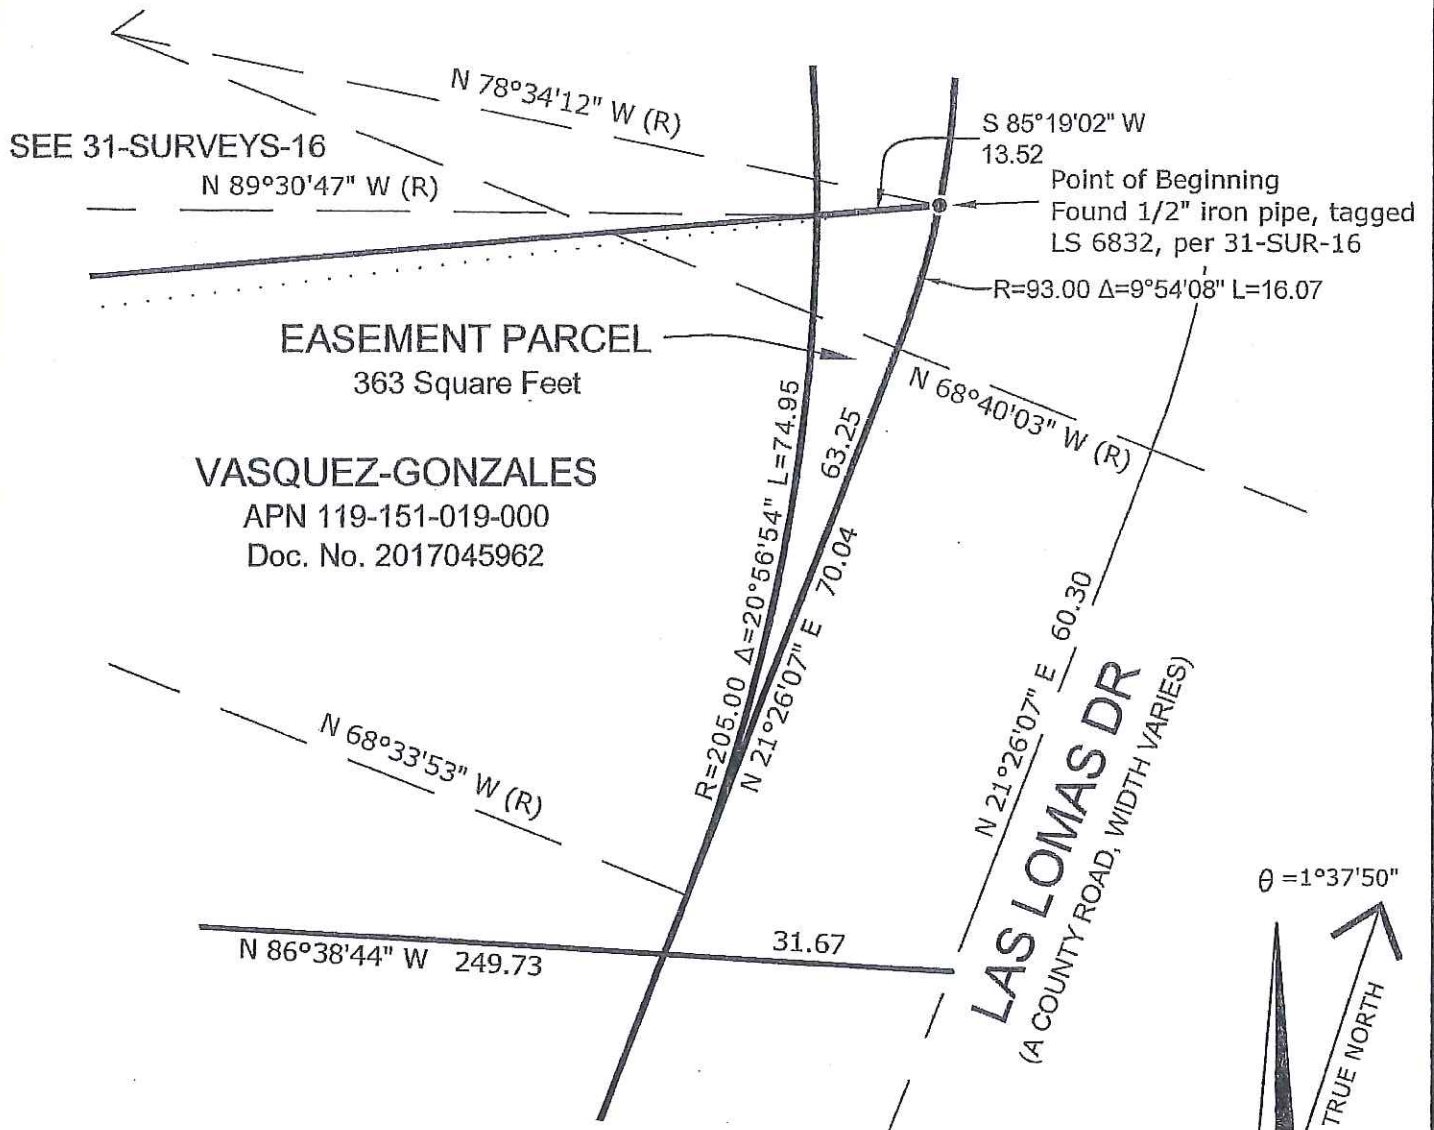 N 78°34'12" W (R)
SEE 31-SURVEYS-16
N 89°30'47" W (R)
S 85°19'02" W
13.52
Point of Beginning
Found 1/2" iron pipe, tagged
LS 6832, per 31-SUR-16
R=93.00 Δ=9°54'08" L=16.07
EASEMENT PARCEL
363 Square Feet
N 68°40'03" W (R)
VASQUEZ-GONZALES
APN 119-151-019-000
Doc. No. 2017045962
R=205.00 Δ=20°56'54" L=74.95
63.25
N 21°26'07" E 70.04
N 21°26'07" E 60.30
LAS LOMAS DR
(A COUNTY ROAD, WIDTH VARIES)
N 68°33'53" W (R)
N 86°38'44" W 249.73
31.67
θ =1°37'50"
TRUE NORTH